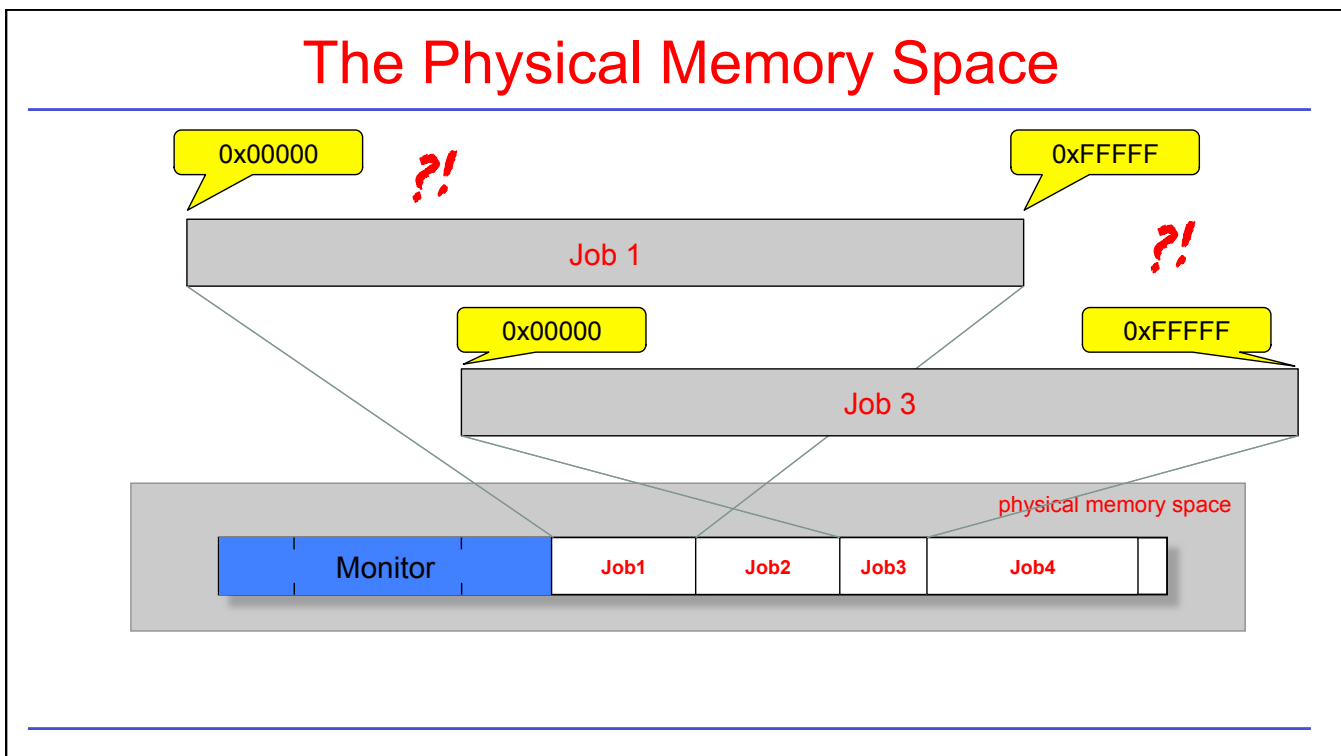 The Physical Memory Space
0x00000
?!
0xFFFFF
Job 1
?!
0x00000
0xFFFFF
Job 3
physical memory space
Monitor
Job1
Job2
Job3
Job4